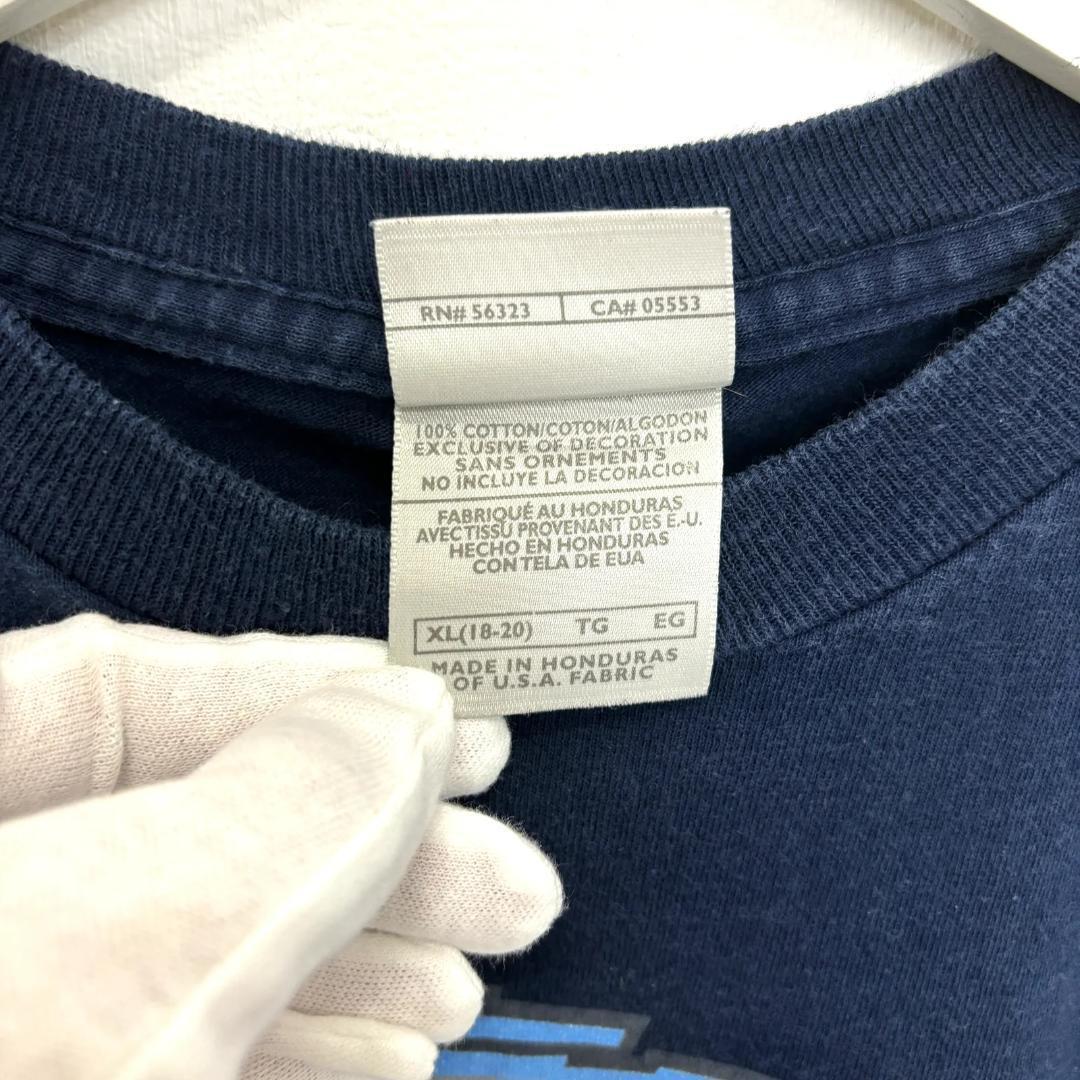 RN# 56323 CA# 05553
100% COTTON/COTON/ALGODON
EXCLUSIVE OF DECORATION
SANS ORNEMENTS
NO INCLUYE LA DECORACION
FABRIQUÉ AU HONDURAS
AVEC TISSU PROVENANT DES E.-U.
HECHO EN HONDURAS
CON TELA DE EUA
XL(18-20) TG EG
MADE IN HONDURAS
OF U.S.A. FABRIC